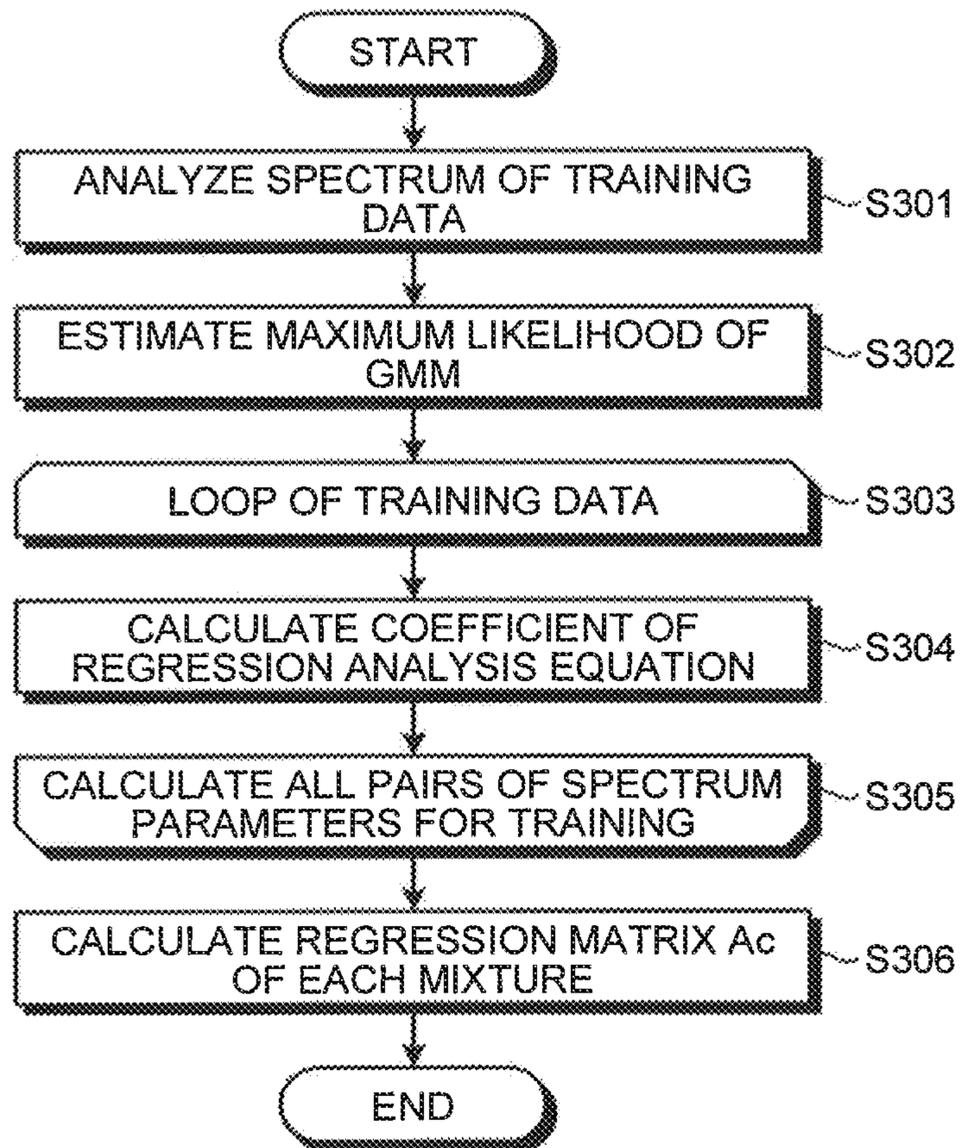 START
ANALYZE SPECTRUM OF TRAINING
DATA
S301
ESTIMATE MAXIMUM LIKELIHOOD OF
GMM
S302
LOOP OF TRAINING DATA
S303
CALCULATE COEFFICIENT OF
REGRESSION ANALYSIS EQUATION
S304
CALCULATE ALL PAIRS OF SPECTRUM
PARAMETERS FOR TRAINING
S305
CALCULATE REGRESSION MATRIX Ac
OF EACH MIXTURE
S306
END